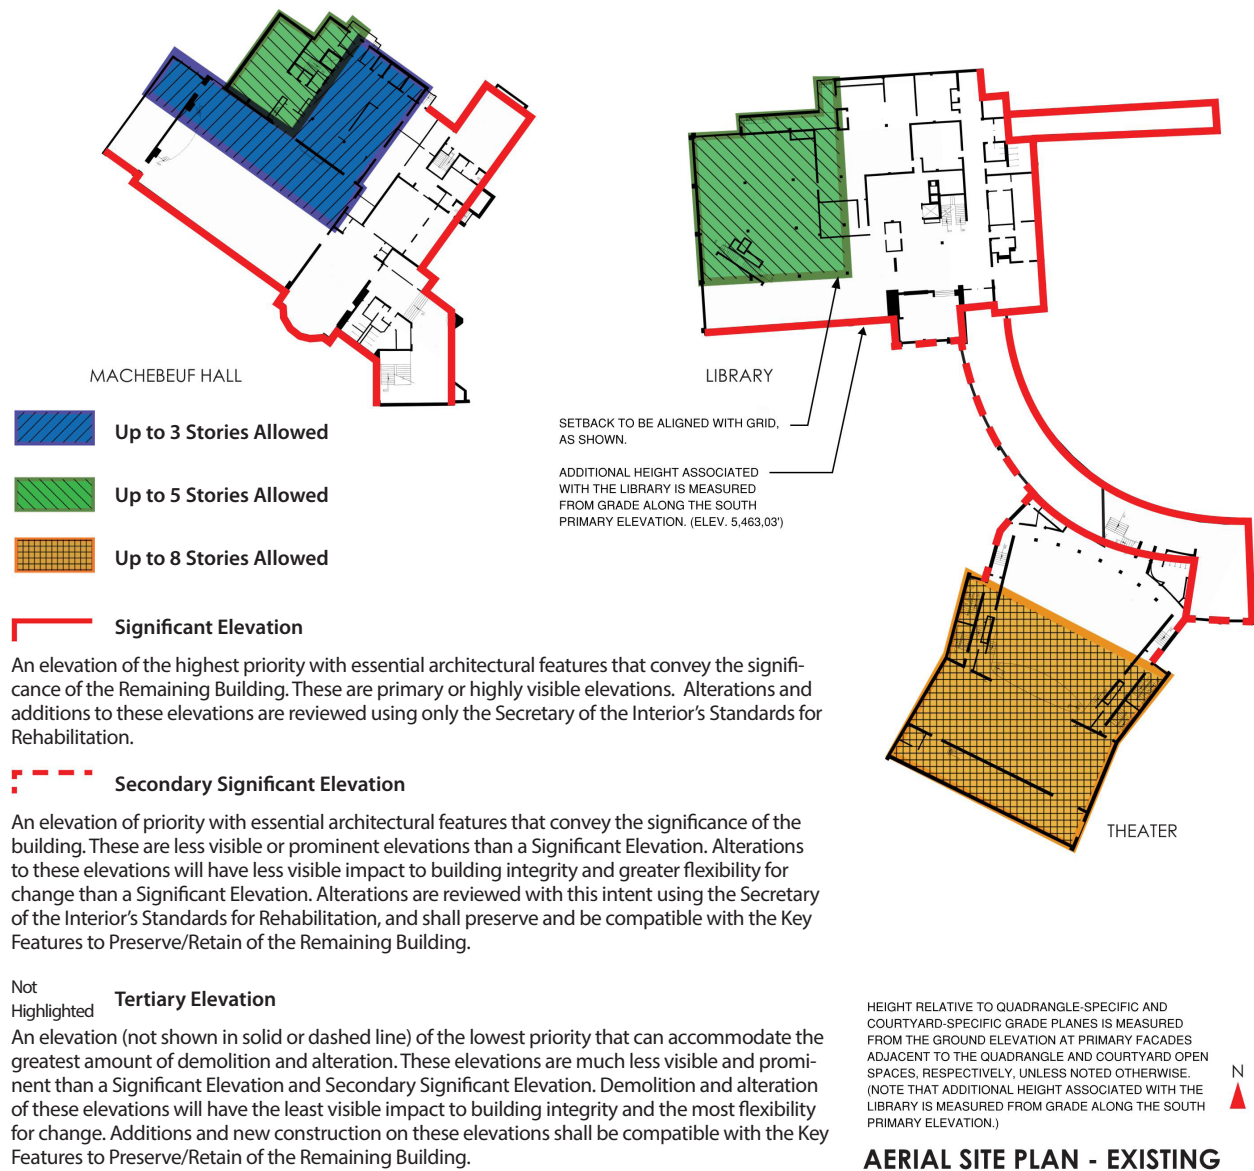 MACHEBEUF HALL
LIBRARY
Up to 3 Stories Allowed
SETBACK TO BE ALIGNED WITH GRID,
AS SHOWN.
ADDITIONAL HEIGHT ASSOCIATED
WITH THE LIBRARY IS MEASURED
FROM GRADE ALONG THE SOUTH
PRIMARY ELEVATION. (ELEV. 5,463,03')
Up to 5 Stories Allowed
Up to 8 Stories Allowed
THEATER
Significant Elevation
An elevation of the highest priority with essential architectural features that convey the signifi-
cance of the Remaining Building. These are primary or highly visible elevations.  Alterations and
additions to these elevations are reviewed using only the Secretary of the Interior's Standards for
Rehabilitation.
Secondary Significant Elevation
An elevation of priority with essential architectural features that convey the significance of the
building. These are less visible or prominent elevations than a Significant Elevation. Alterations
to these elevations will have less visible impact to building integrity and greater flexibility for
change than a Significant Elevation. Alterations are reviewed with this intent using the Secretary
of the Interior's Standards for Rehabilitation, and shall preserve and be compatible with the Key
Features to Preserve/Retain of the Remaining Building.
Not
Highlighted
Tertiary Elevation
An elevation (not shown in solid or dashed line) of the lowest priority that can accommodate the
greatest amount of demolition and alteration. These elevations are much less visible and promi-
nent than a Significant Elevation and Secondary Significant Elevation. Demolition and alteration
of these elevations will have the least visible impact to building integrity and the most flexibility
for change. Additions and new construction on these elevations shall be compatible with the Key
Features to Preserve/Retain of the Remaining Building.
HEIGHT RELATIVE TO QUADRANGLE-SPECIFIC AND
COURTYARD-SPECIFIC GRADE PLANES IS MEASURED
FROM THE GROUND ELEVATION AT PRIMARY FACADES
ADJACENT TO THE QUADRANGLE AND COURTYARD OPEN
SPACES, RESPECTIVELY, UNLESS NOTED OTHERWISE.
(NOTE THAT ADDITIONAL HEIGHT ASSOCIATED WITH THE
LIBRARY IS MEASURED FROM GRADE ALONG THE SOUTH
PRIMARY ELEVATION.)
N
AERIAL SITE PLAN - EXISTING